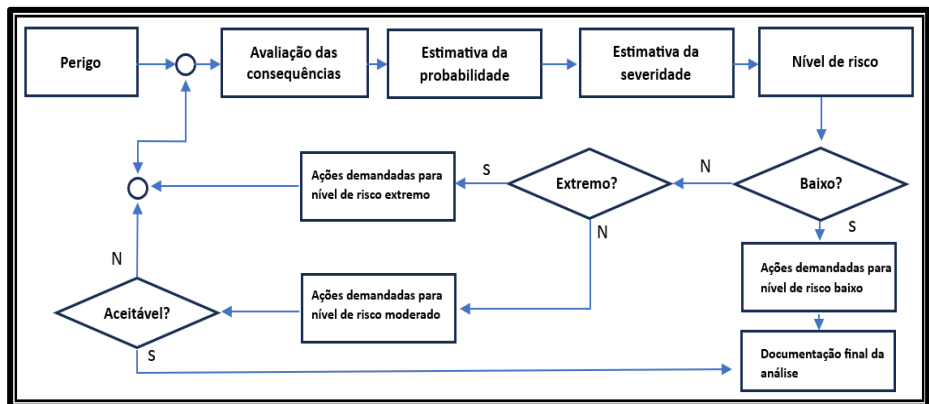 Perigo
Avaliação das
consequências
Estimativa da
probabilidade
Estimativa da
severidade
Nível de risco
Baixo?
N
Extremo?
S
Ações demandadas para
nível de risco extremo
S
Ações demandadas para
nível de risco baixo
N
Ações demandadas para
nível de risco moderado
Aceitável?
N
S
Documentação final da
análise